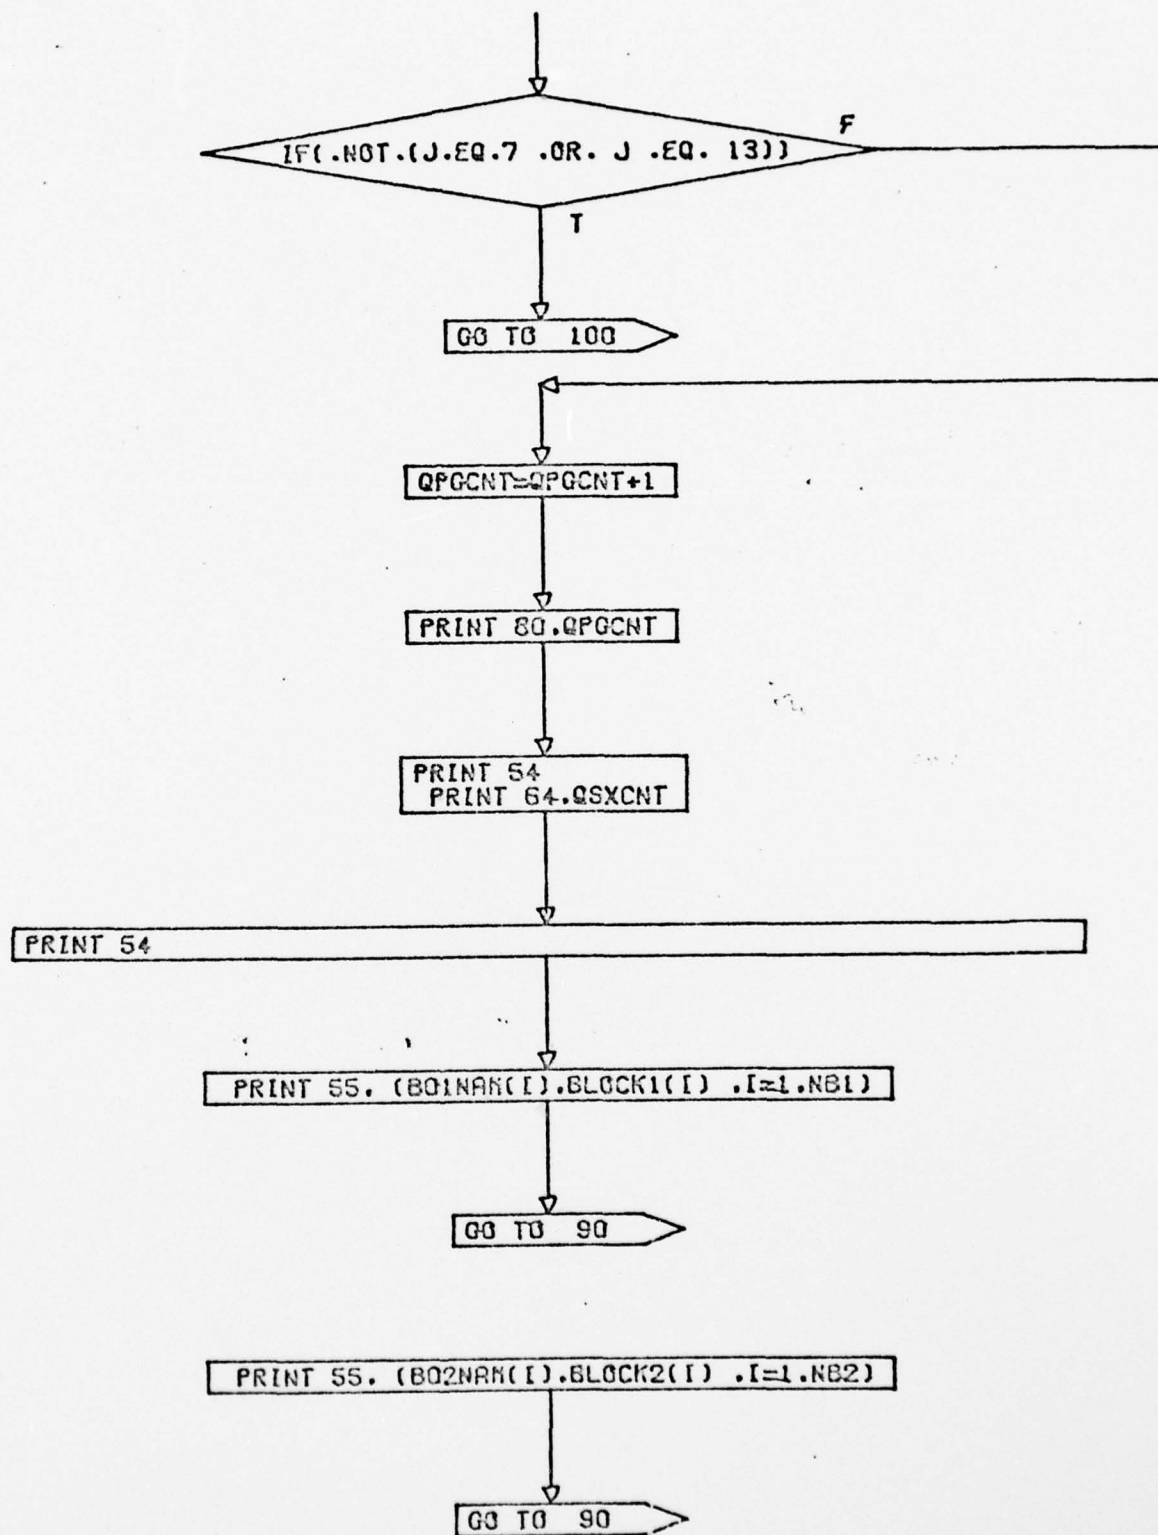 IF(.NOT.(J.EQ.7 .OR. J .EQ. 13))
F
T
GO TO 100
QPGCNT=QPGCNT+1
PRINT 80.QPGCNT
PRINT 54
PRINT 64.QSXCNT
PRINT 54
PRINT 55. (BO1NAM(I).BLOCK1(I) .I=1.NB1)
GO TO 90
PRINT 55. (BO2NAM(I).BLOCK2(I) .I=1.NB2)
GO TO 90